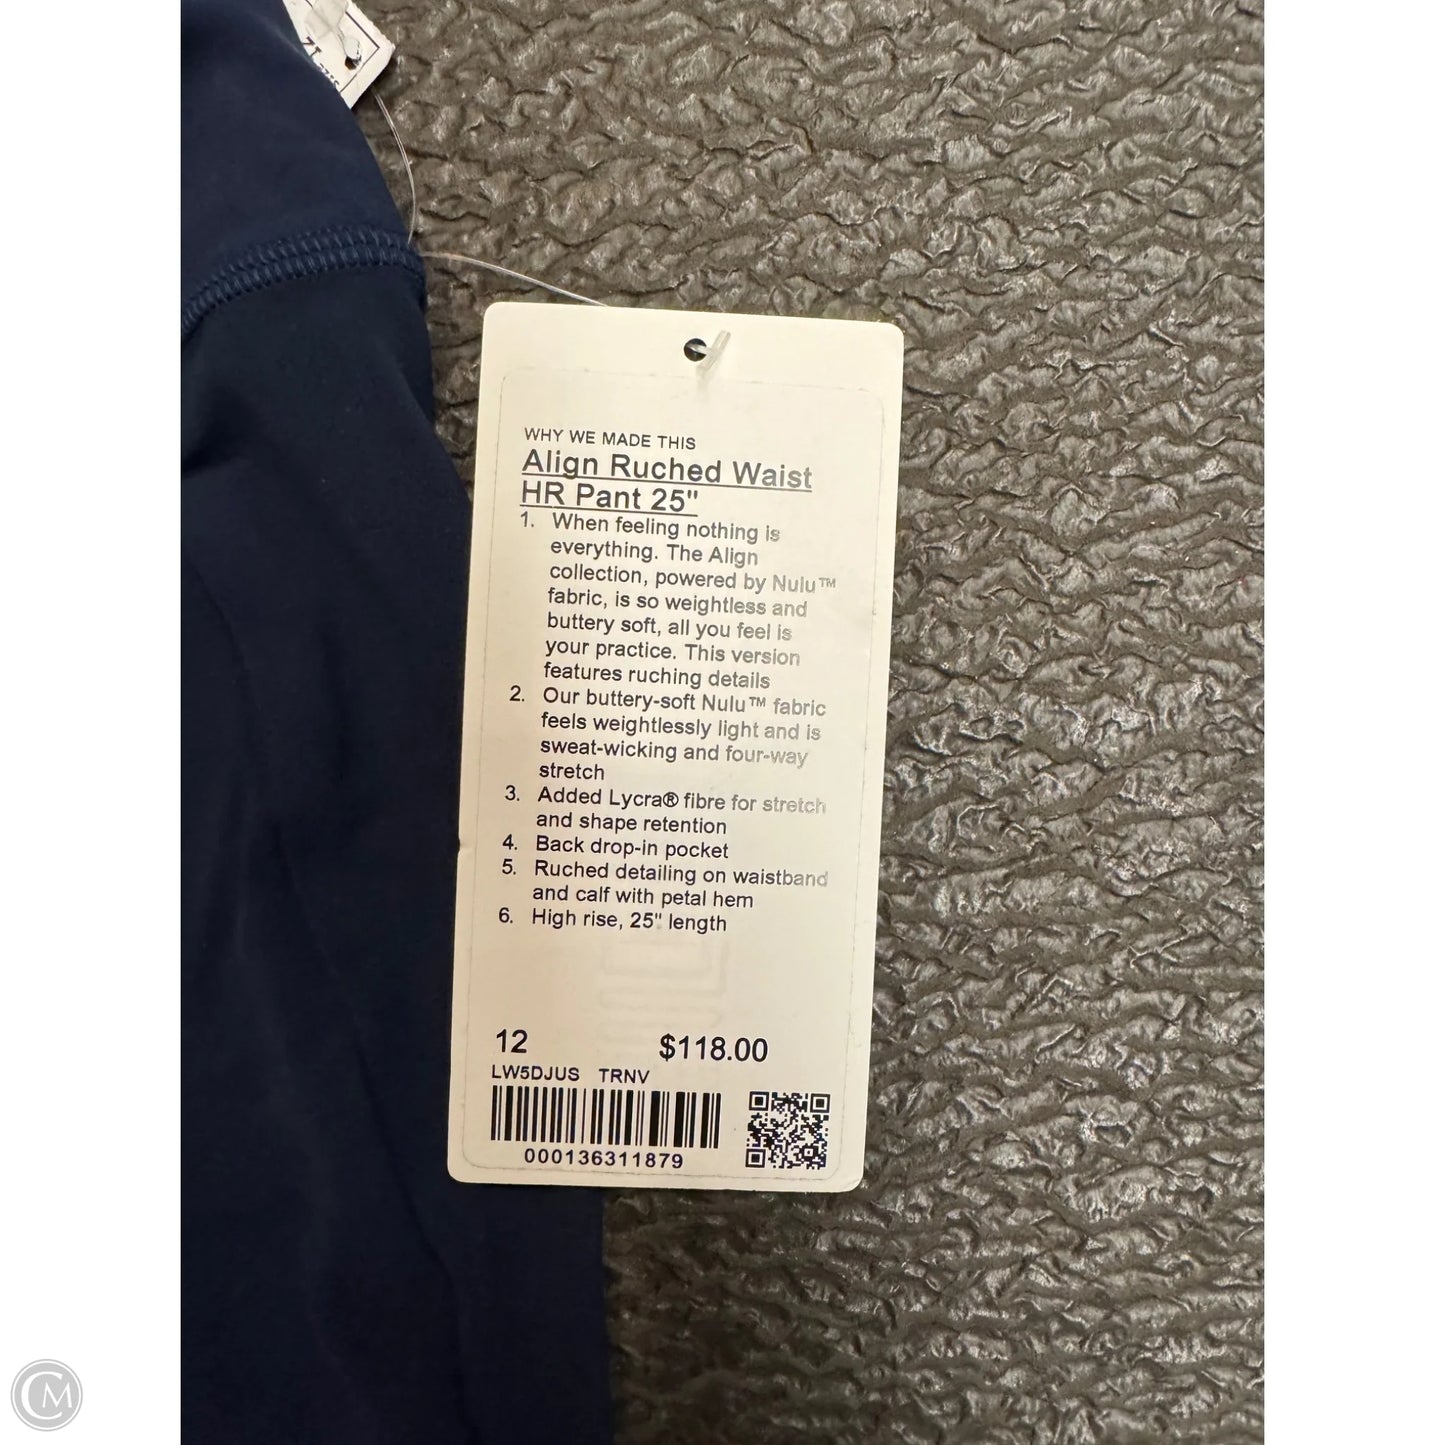 WHY WE MADE THIS
Align Ruched Waist
HR Pant 25"
1. When feeling nothing is
everything. The Align
collection, powered by Nulu™
fabric, is so weightless and
buttery soft, all you feel is
your practice. This version
features ruching details
2. Our buttery-soft Nulu™ fabric
feels weightlessly light and is
sweat-wicking and four-way
stretch
3. Added Lycra® fibre for stretch
and shape retention
4. Back drop-in pocket
5. Ruched detailing on waistband
and calf with petal hem
6. High rise, 25" length
12 $118.00
LW5DJUS TRNV
000136311879
CM